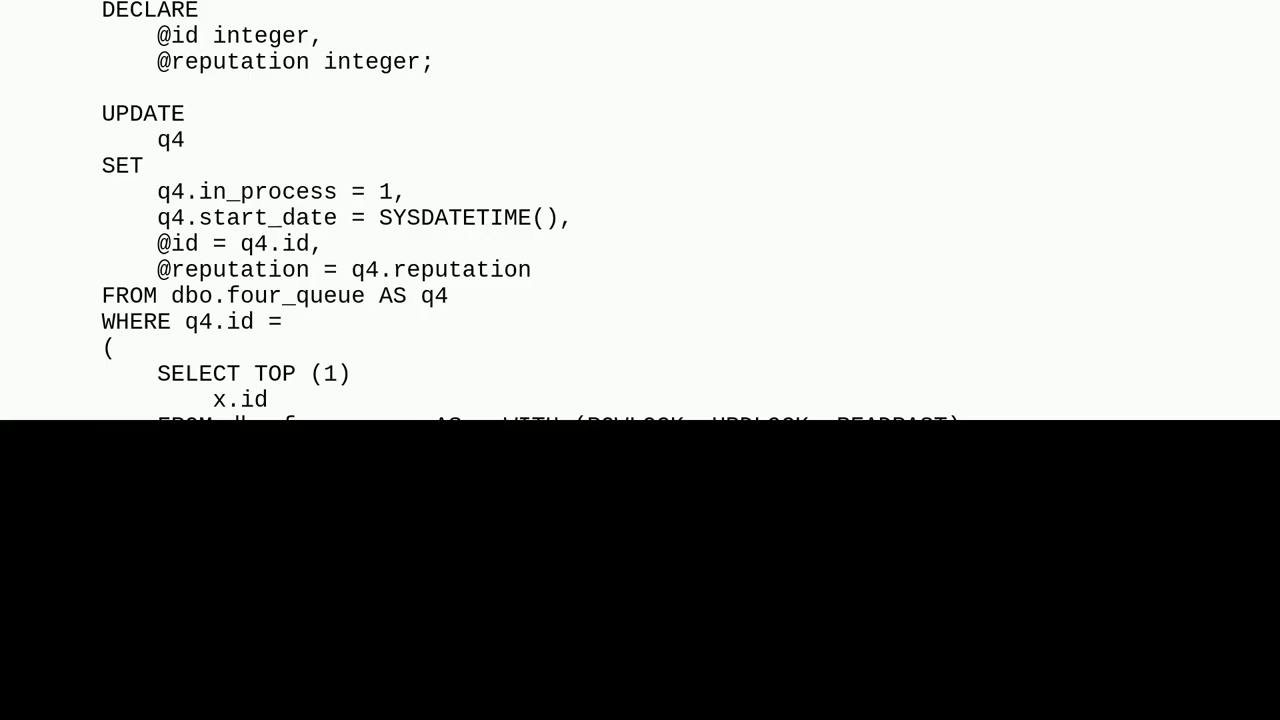 DECLARE
    @id integer,
    @reputation integer;

UPDATE
    q4
SET
    q4.in_process = 1,
    q4.start_date = SYSDATETIME(),
    @id = q4.id,
    @reputation = q4.reputation
FROM dbo.four_queue AS q4
WHERE q4.id =
(
    SELECT TOP (1)
        x.id